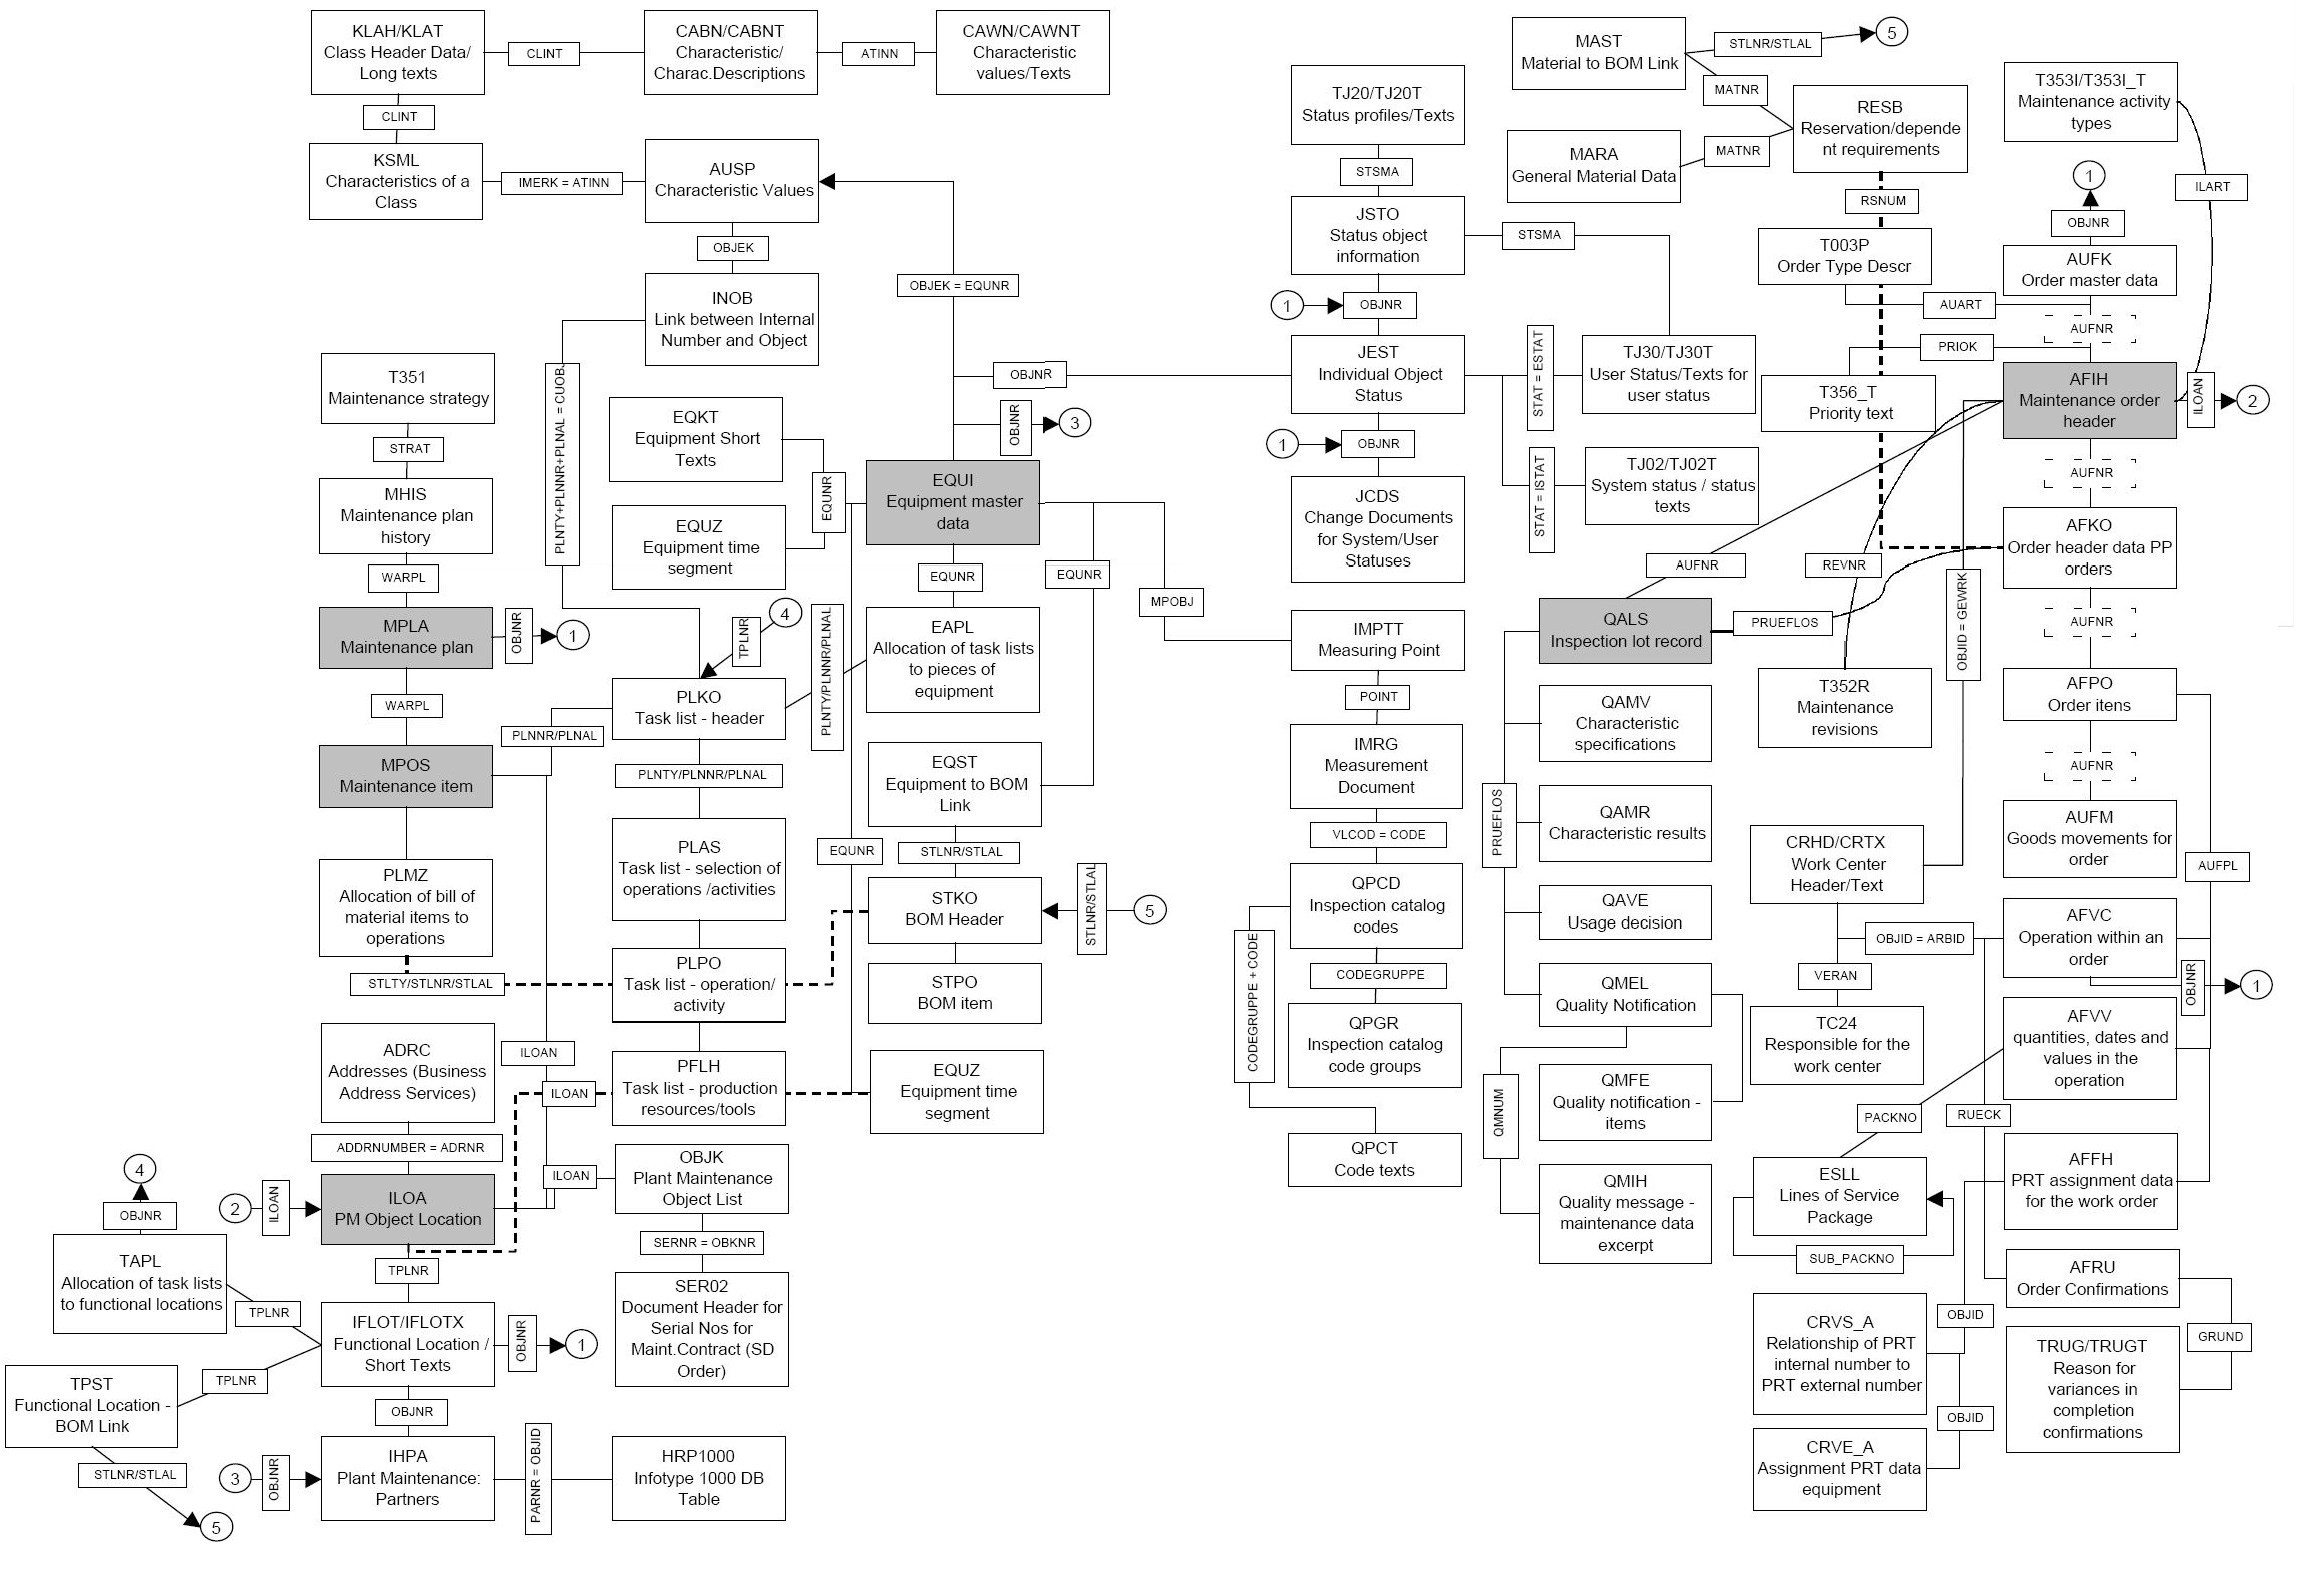 KLAH/KLAT
Class Header Data/
Long texts
CLINT
CABN/CABNT
Characteristic/
Charac.Descriptions
ATINN
CAWN/CAWNT
Characteristic
values/Texts
CLINT
KSML
Characteristics of a
Class
IMERK = ATINN
AUSP
Characteristic Values
OBJEK
OBJEK = EQUNR
INOB
Link between Internal
Number and Object
PLNTY+PLNNR+PLNAL = CUOBJ
T351
Maintenance strategy
STRAT
MHIS
Maintenance plan
history
WARPL
MPLA
Maintenance plan
OBJNR
1
WARPL
MPOS
Maintenance item
PLNNR/PLNAL
PLMZ
Allocation of bill of
material items to
operations
STLTY/STLNR/STLAL
ADRC
Addresses (Business
Address Services)
ADDRNUMBER = ADRNR
ILOAN
ILOAN
2
ILOAN
ILOA
PM Object Location
ILOAN
4
OBJNR
TAPL
Allocation of task lists
to functional locations
TPLNR
TPLNR
IFLOT/IFLOTX
Functional Location /
Short Texts
OBJNR
1
TPLNR
TPST
Functional Location -
BOM Link
STLNR/STLAL
5
OBJNR
3
OBJNR
IHPA
Plant Maintenance:
Partners
PARNR = OBJID
HRP1000
Infotype 1000 DB
Table
EQKT
Equipment Short
Texts
EQUZ
Equipment time
segment
EQUNR
EQUI
Equipment master
data
OBJNR
OBJNR
3
EQUNR
EQUNR
MPOBJ
4
TPLNR
PLNTY/PLNNR/PLNAL
EAPL
Allocation of task lists
to pieces of
equipment
PLKO
Task list - header
PLNTY/PLNNR/PLNAL
PLAS
Task list - selection of
operations /activities
PLPO
Task list - operation/
activity
PFLH
Task list - production
resources/tools
OBJK
Plant Maintenance
Object List
SERNR = OBKNR
SER02
Document Header for
Serial Nos for
Maint.Contract (SD
Order)
EQST
Equipment to BOM
Link
EQUNR
STLNR/STLAL
STKO
BOM Header
STLNR/STLAL
5
STPO
BOM item
EQUZ
Equipment time
segment
TJ20/TJ20T
Status profiles/Texts
STSMA
JSTO
Status object
information
STSMA
1
OBJNR
JEST
Individual Object
Status
STAT = ESTAT
TJ30/TJ30T
User Status/Texts for
user status
1
OBJNR
STAT = ISTAT
TJ02/TJ02T
System status / status
texts
JCDS
Change Documents
for System/User
Statuses
IMPTT
Measuring Point
POINT
IMRG
Measurement
Document
VLCOD = CODE
QPCD
Inspection catalog
codes
CODEGRUPPE + CODE
CODEGRUPPE
QPGR
Inspection catalog
code groups
QPCT
Code texts
MAST
Material to BOM Link
STLNR/STLAL
5
MATNR
MARA
General Material Data
MATNR
RESB
Reservation/depende
nt requirements
RSNUM
T003P
Order Type Descr
AUART
PRIOK
T356_T
Priority text
T353I/T353I_T
Maintenance activity
types
ILART
1
OBJNR
AUFK
Order master data
AUFNR
AFIH
Maintenance order
header
ILOAN
2
AUFNR
AFKO
Order header data PP
orders
AUFNR
REVNR
OBJID = GEWRK
QALS
Inspection lot record
PRUEFLOS
T352R
Maintenance
revisions
QAMV
Characteristic
specifications
PRUEFLOS
QAMR
Characteristic results
QAVE
Usage decision
QMEL
Quality Notification
QMFE
Quality notification -
items
QMNUM
QMIH
Quality message -
maintenance data
excerpt
AUFNR
AFPO
Order itens
AUFNR
AUFM
Goods movements for
order
AUFPL
CRHD/CRTX
Work Center
Header/Text
OBJID = ARBID
AFVC
Operation within an
order
OBJNR
1
VERAN
TC24
Responsible for the
work center
AFVV
quantities, dates and
values in the
operation
PACKNO
RUECK
ESLL
Lines of Service
Package
SUB_PACKNO
AFFH
PRT assignment data
for the work order
AFRU
Order Confirmations
GRUND
TRUG/TRUGT
Reason for
variances in
completion
confirmations
OBJID
CRVS_A
Relationship of PRT
internal number to
PRT external number
OBJID
CRVE_A
Assignment PRT data
equipment